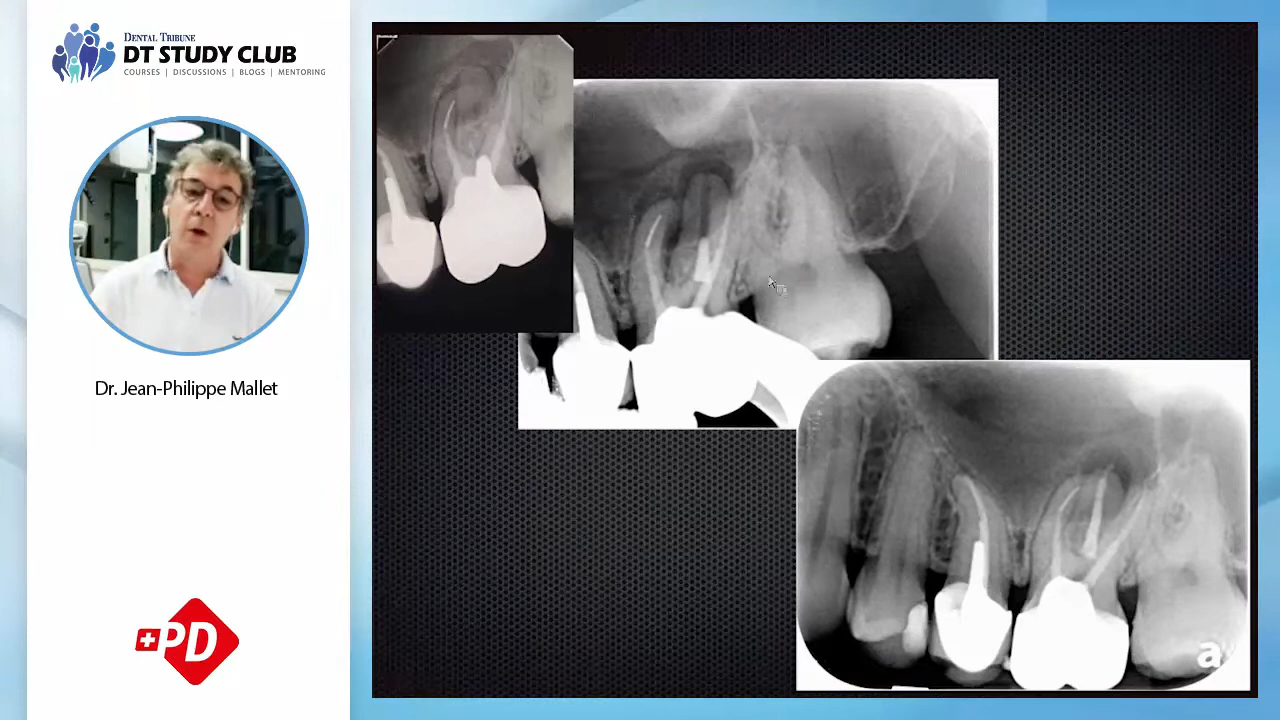 DENTAL TRIBUNE
DT STUDY CLUB
COURSES | DISCUSSIONS | BLOGS | MENTORING
Dr. Jean-Philippe Mallet
PD
a